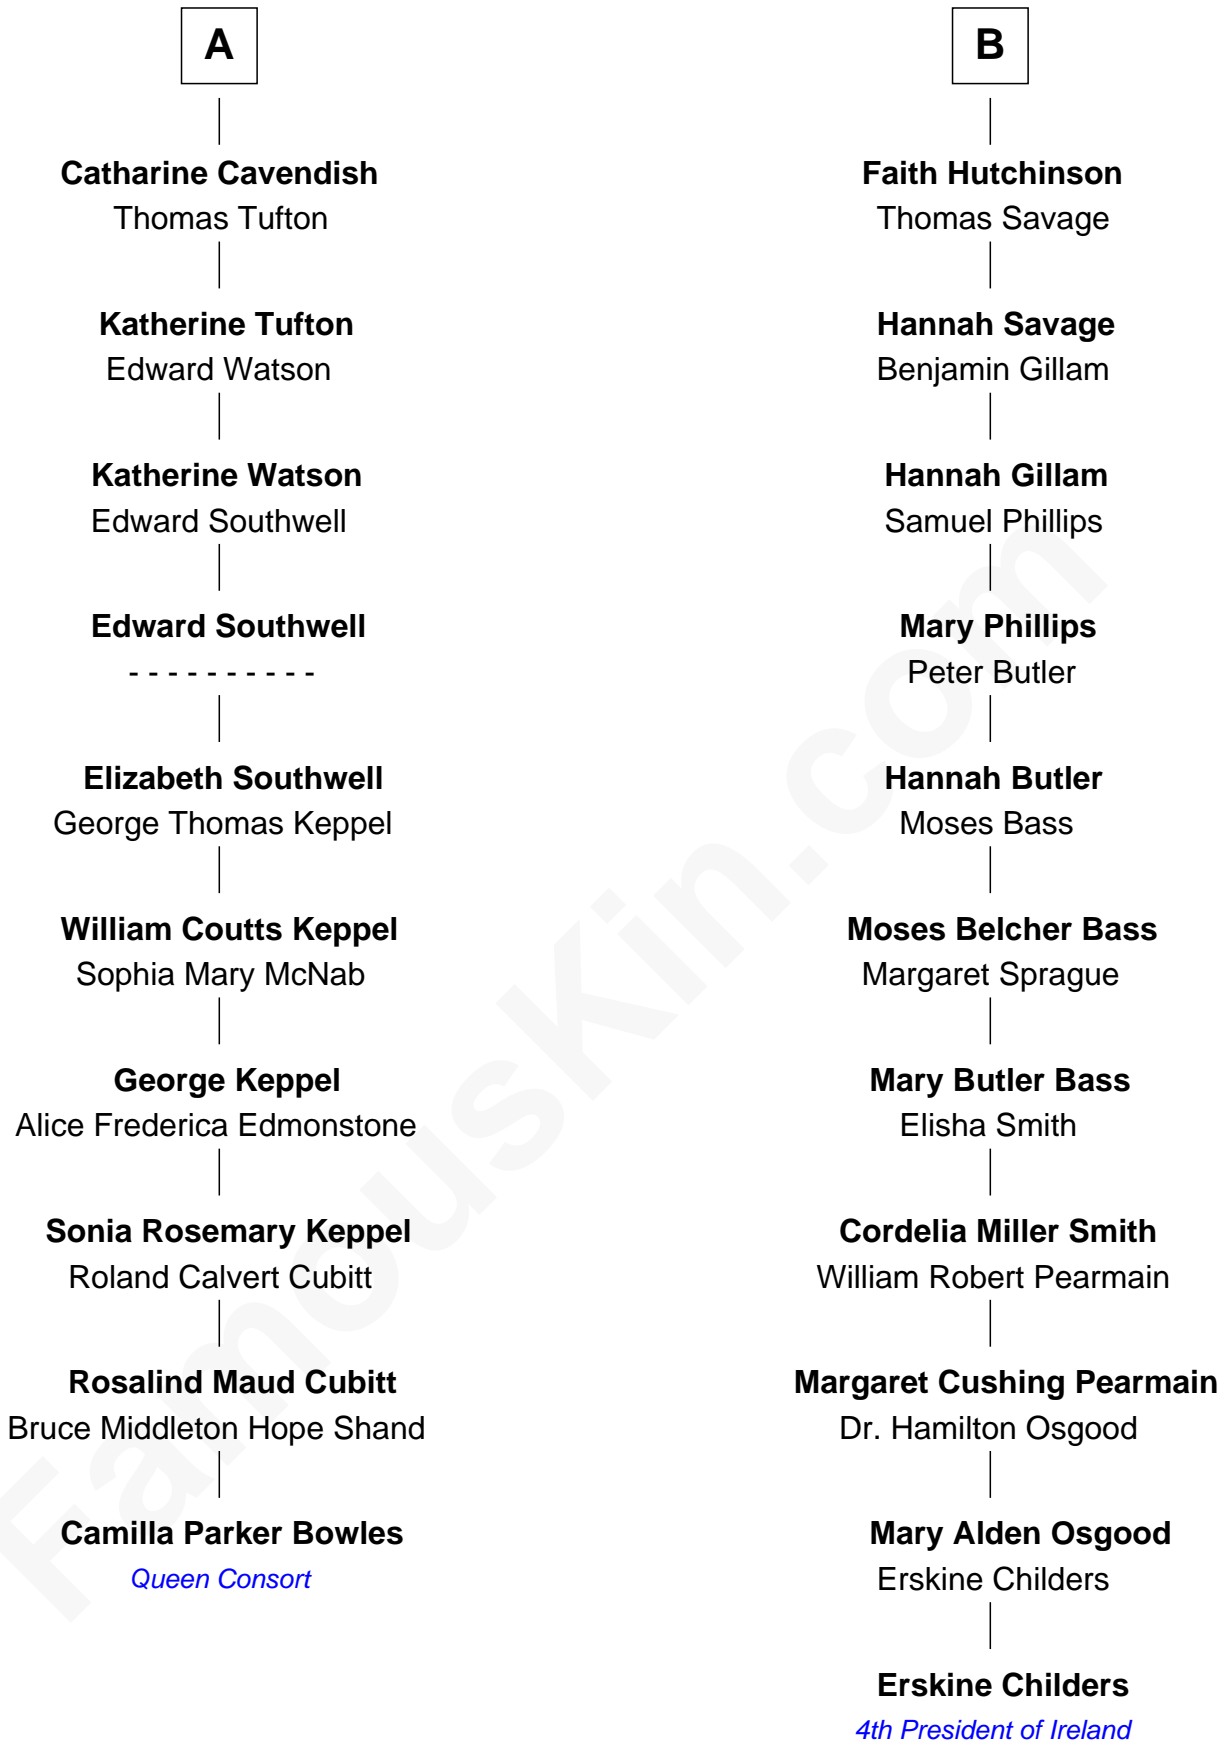 A
Catharine Cavendish
Thomas Tufton
Katherine Tufton
Edward Watson
Katherine Watson
Edward Southwell
Edward Southwell
- - - - - - - - - -
Elizabeth Southwell
George Thomas Keppel
William Coutts Keppel
Sophia Mary McNab
George Keppel
Alice Frederica Edmonstone
Sonia Rosemary Keppel
Roland Calvert Cubitt
Rosalind Maud Cubitt
Bruce Middleton Hope Shand
Camilla Parker Bowles
Queen Consort
B
Faith Hutchinson
Thomas Savage
Hannah Savage
Benjamin Gillam
Hannah Gillam
Samuel Phillips
Mary Phillips
Peter Butler
Hannah Butler
Moses Bass
Moses Belcher Bass
Margaret Sprague
Mary Butler Bass
Elisha Smith
Cordelia Miller Smith
William Robert Pearmain
Margaret Cushing Pearmain
Dr. Hamilton Osgood
Mary Alden Osgood
Erskine Childers
Erskine Childers
4th President of Ireland
FamousKin.com